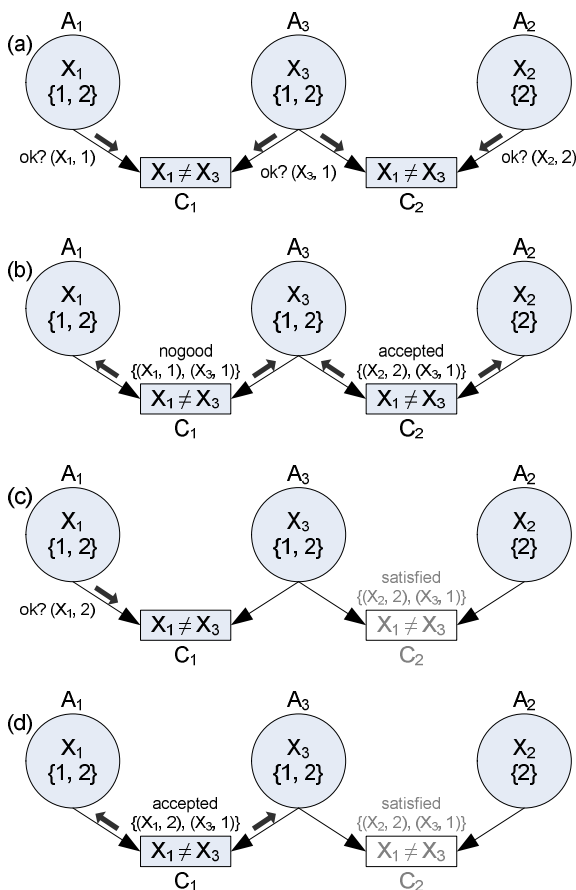 A1 A3 A2
(a)
X1 X3 X2
{1, 2} {1, 2} {2}
ok? (X1, 1) X1 ≠ X3 ok? (X3, 1) X1 ≠ X3 ok? (X2, 2)
C1 C2
A1 A3 A2
(b)
X1 X3 X2
{1, 2} {1, 2} {2}
nogood accepted
{(X1, 1), (X3, 1)} {(X2, 2), (X3, 1)}
X1 ≠ X3 X1 ≠ X3
C1 C2
A1 A3 A2
(c)
X1 X3 X2
{1, 2} {1, 2} {2}
satisfied
{(X2, 2), (X3, 1)}
ok? (X1, 2) X1 ≠ X3 X1 ≠ X3
C1 C2
A1 A3 A2
(d)
X1 X3 X2
{1, 2} {1, 2} {2}
accepted satisfied
{(X1, 2), (X3, 1)} {(X2, 2), (X3, 1)}
X1 ≠ X3 X1 ≠ X3
C1 C2